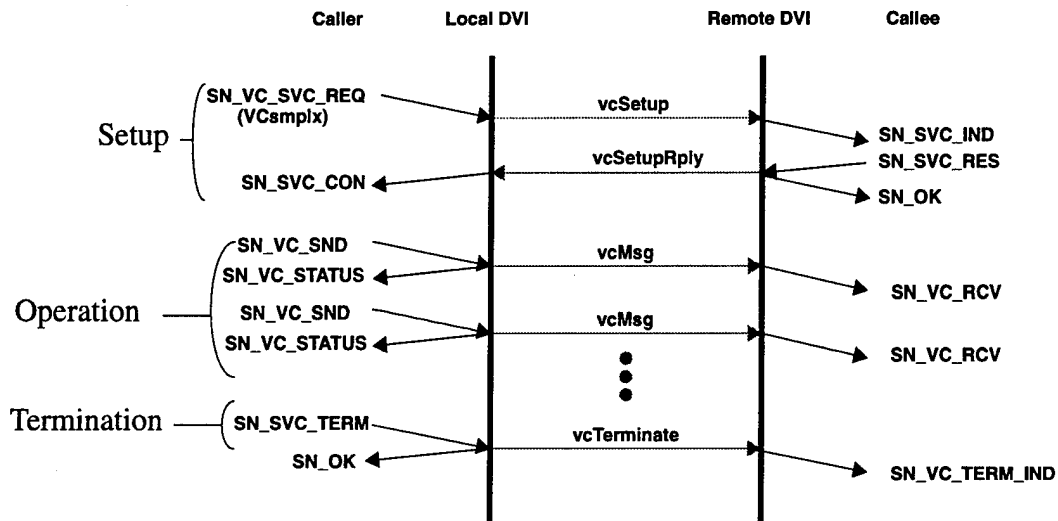 Caller Local DVI Remote DVI Callee
SN_VC_SVC_REQ
(VCsmplx)
vcSetup
Setup
SN_SVC_IND
vcSetupRply
SN_SVC_RES
SN_SVC_CON
SN_OK
SN_VC_SND
vcMsg
SN_VC_STATUS
SN_VC_RCV
Operation
SN_VC_SND
vcMsg
SN_VC_STATUS
SN_VC_RCV
Termination
SN_SVC_TERM
vcTerminate
SN_OK
SN_VC_TERM_IND